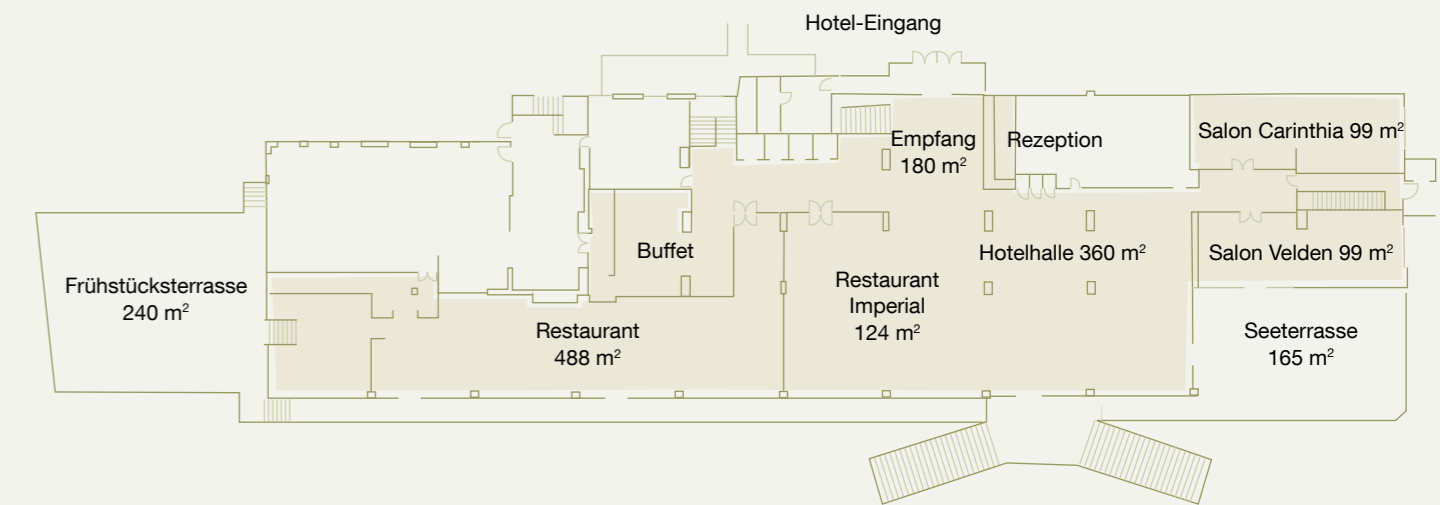 Hotel-Eingang
Empfang
180 m²
Rezeption
Salon Carinthia 99 m²
Buffet
Hotelhalle 360 m²
Salon Velden 99 m²
Frühstücksterrasse
240 m²
Restaurant
Imperial
124 m²
Restaurant
488 m²
Seeterrasse
165 m²